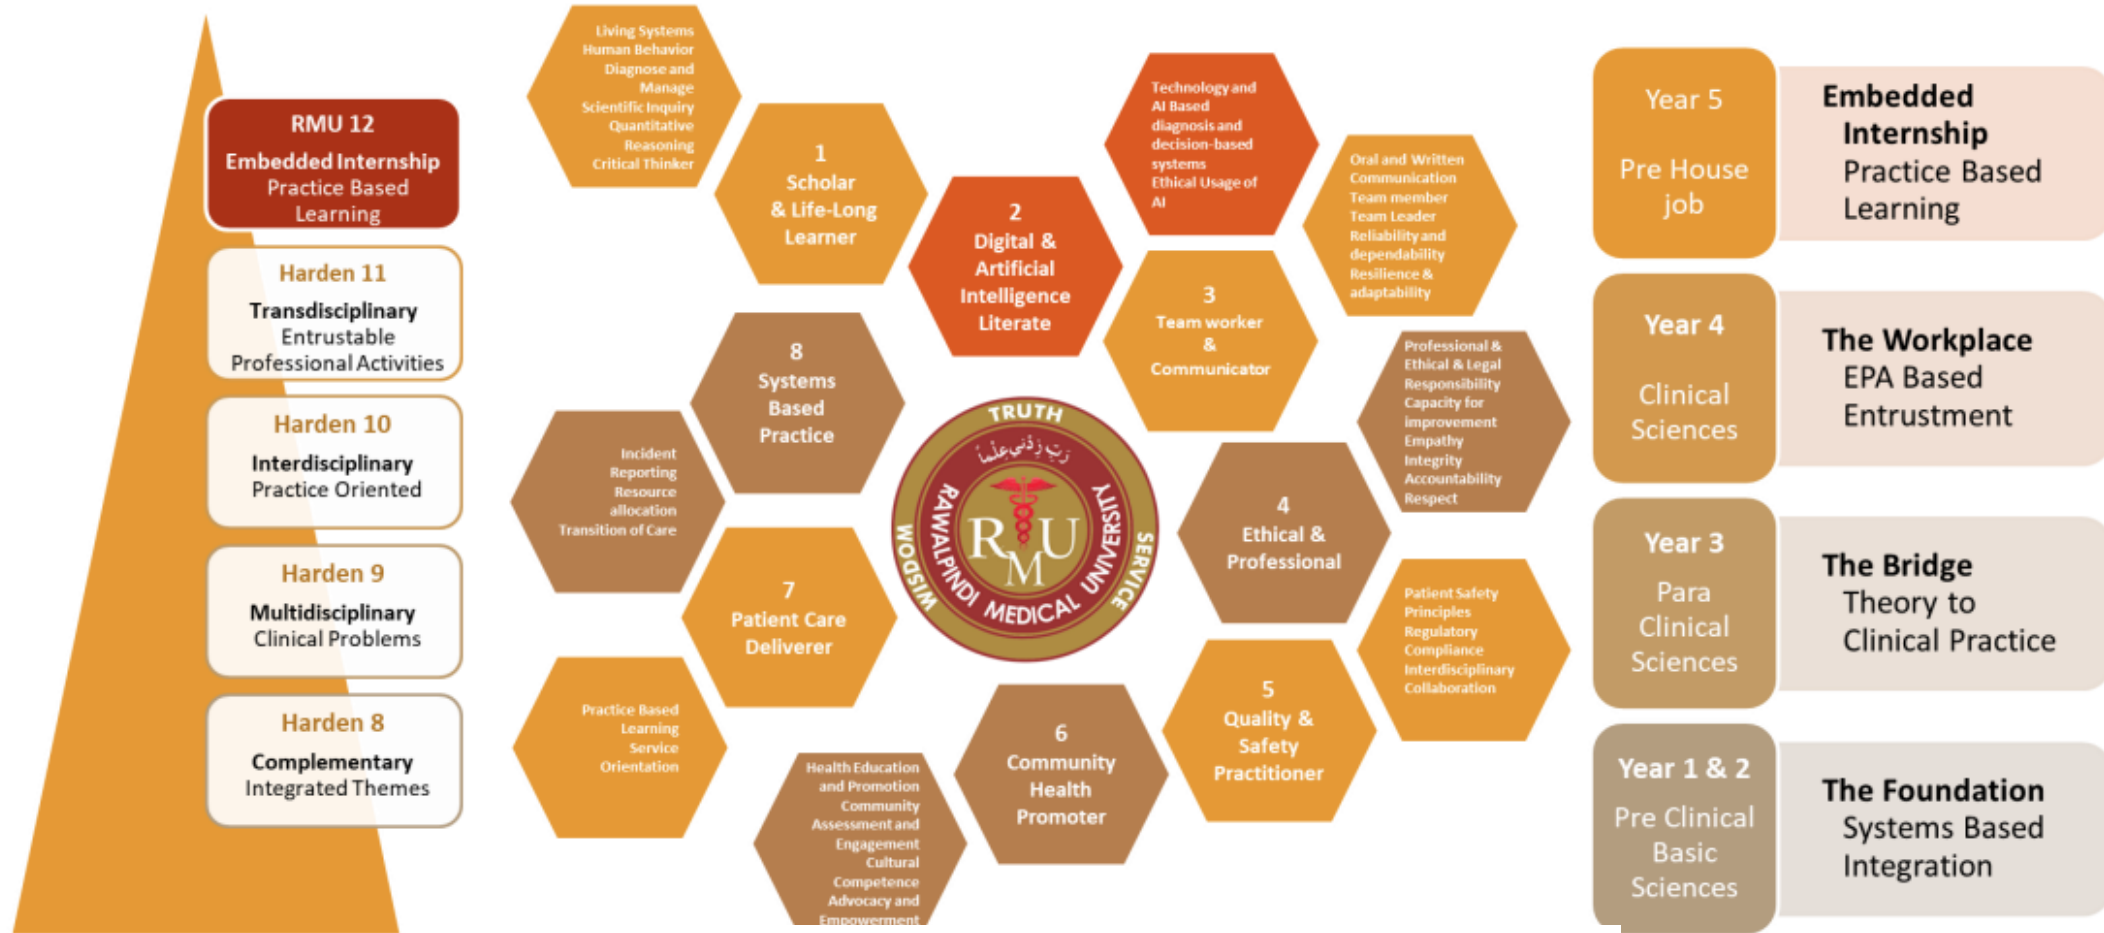 RMU 12
Embedded Internship
Practice Based
Learning
Harden 11
Transdisciplinary
Entrustable
Professional Activities
Harden 10
Interdisciplinary
Practice Oriented
Harden 9
Multidisciplinary
Clinical Problems
Harden 8
Complementary
Integrated Themes
Living Systems
Human Behavior
Diagnose and
Manage
Scientific Inquiry
Quantitative
Reasoning
Critical Thinker
1
Scholar
& Life-Long
Learner
Technology and
AI Based
diagnosis and
decision-based
systems
Ethical Usage of
AI
2
Digital &
Artificial
Intelligence
Literate
Oral and Written
Communication
Team member
Team Leader
Reliability and
dependability
Resilience &
adaptability
3
Team worker
&
Communicator
Professional &
Ethical & Legal
Responsibility
Capacity for
improvement
Empathy
Integrity
Accountability
Respect
4
Ethical &
Professional
Patient Safety
Principles
Regulatory
Compliance
Interdisciplinary
Collaboration
5
Quality &
Safety
Practitioner
6
Community
Health
Promoter
Health Education
and Promotion
Community
Assessment and
Engagement
Cultural
Competence
Advocacy and
Empowerment
7
Patient Care
Deliverer
Practice Based
Learning
Service
Orientation
8
Systems
Based
Practice
Incident
Reporting
Resource
allocation
Transition of Care
TRUTH
WISDOM
SERVICE
رَبِّ زِدْنِي عِلْماً
RAWALPINDI MEDICAL UNIVERSITY
RMU
Year 5
Pre House
job
Embedded
Internship
Practice Based
Learning
Year 4
Clinical
Sciences
The Workplace
EPA Based
Entrustment
Year 3
Para
Clinical
Sciences
The Bridge
Theory to
Clinical Practice
Year 1 & 2
Pre Clinical
Basic
Sciences
The Foundation
Systems Based
Integration